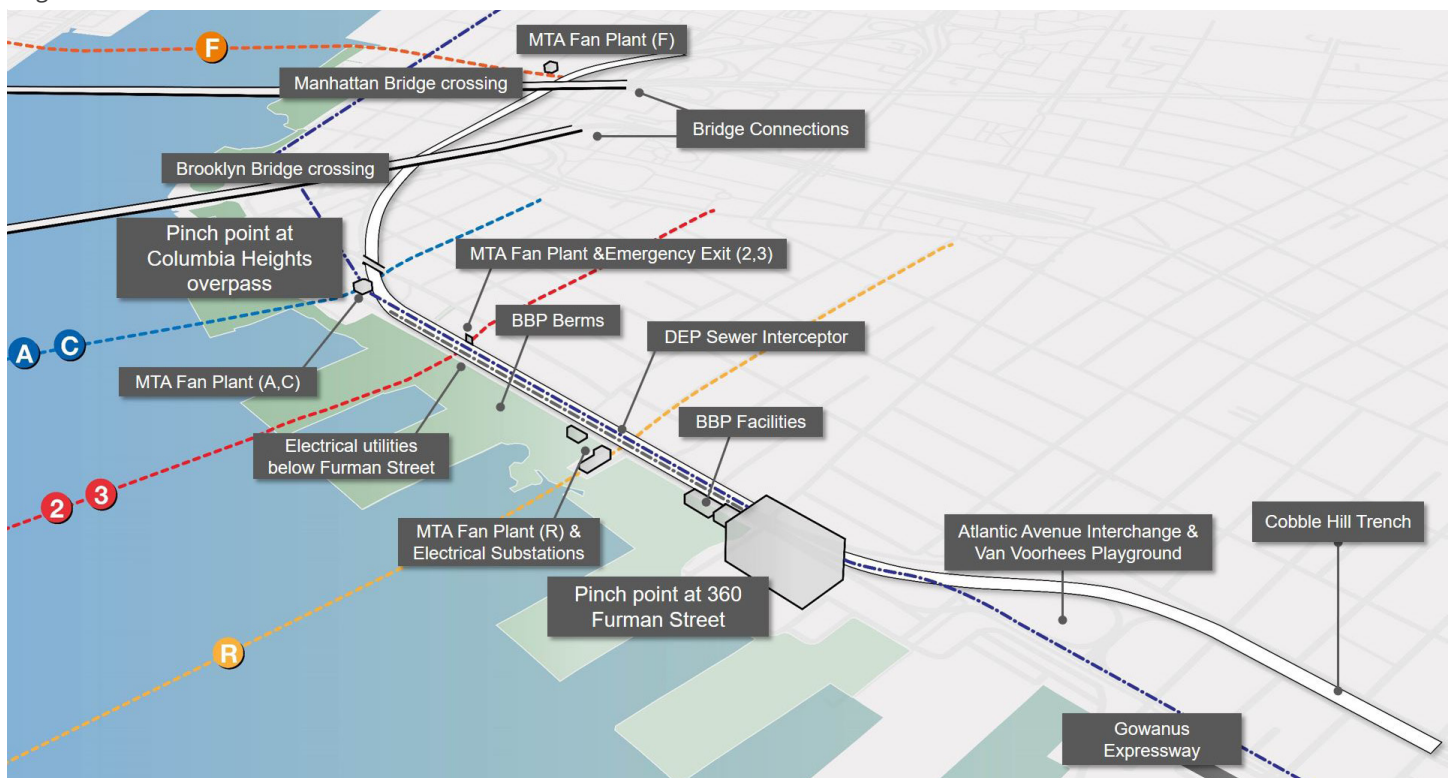 F
MTA Fan Plant (F)
Manhattan Bridge crossing
Bridge Connections
Brooklyn Bridge crossing
Pinch point at
Columbia Heights
overpass
MTA Fan Plant &Emergency Exit (2,3)
BBP Berms
DEP Sewer Interceptor
A
C
MTA Fan Plant (A,C)
BBP Facilities
Electrical utilities
below Furman Street
2
3
MTA Fan Plant (R) &
Electrical Substations
Atlantic Avenue Interchange &
Van Voorhees Playground
Cobble Hill Trench
Pinch point at 360
Furman Street
R
Gowanus
Expressway